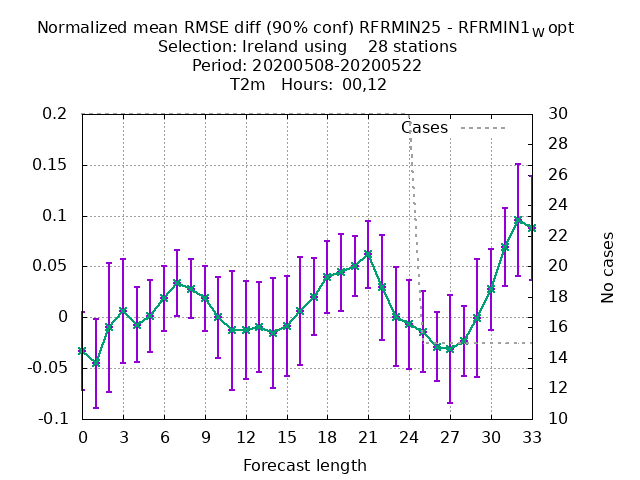 Normalized mean RMSE diff (90% conf) RFRMIN25 - RFRMIN1W opt
Selection: Ireland using 28 stations
Period: 20200508-20200522
T2m Hours: 00,12
Cases
0.2
0.15
0.1
0.05
0
-0.05
-0.1
30
28
26
24
22
20
18
16
14
12
10
No cases
0 3 6 9 12 15 18 21 24 27 30 33
Forecast length